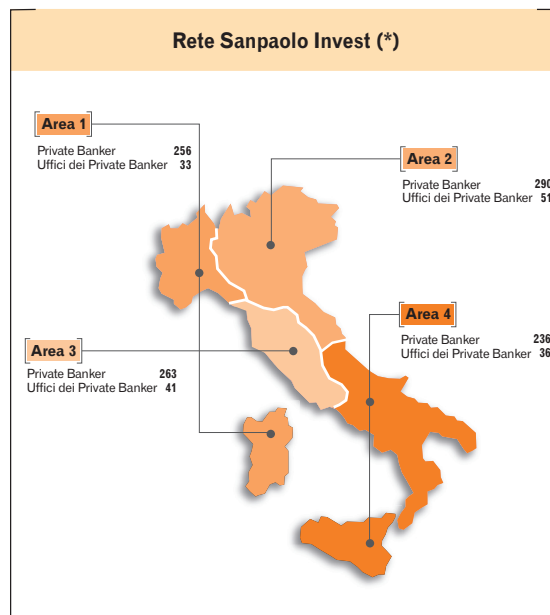 Rete Sanpaolo Invest (*)
Area 1
Private Banker 256
Uffici dei Private Banker 33
Area 2
Private Banker 290
Uffici dei Private Banker 51
Area 3
Private Banker 263
Uffici dei Private Banker 41
Area 4
Private Banker 236
Uffici dei Private Banker 36